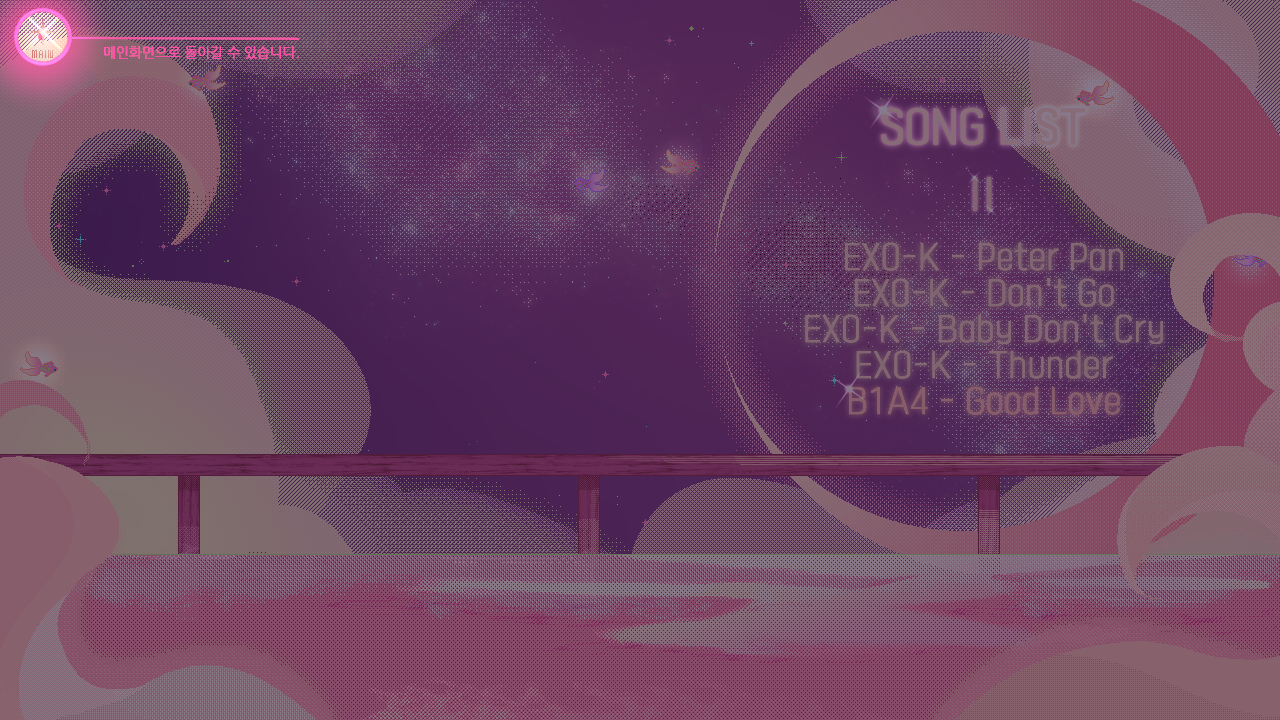 MAIN
메인화면으로 돌아갈 수 있습니다.
SONG LIST
EXO-K - Peter Pan
EXO-K - Don't Go
EXO-K - Baby Don't Cry
EXO-K - Thunder
B1A4 - Good Love